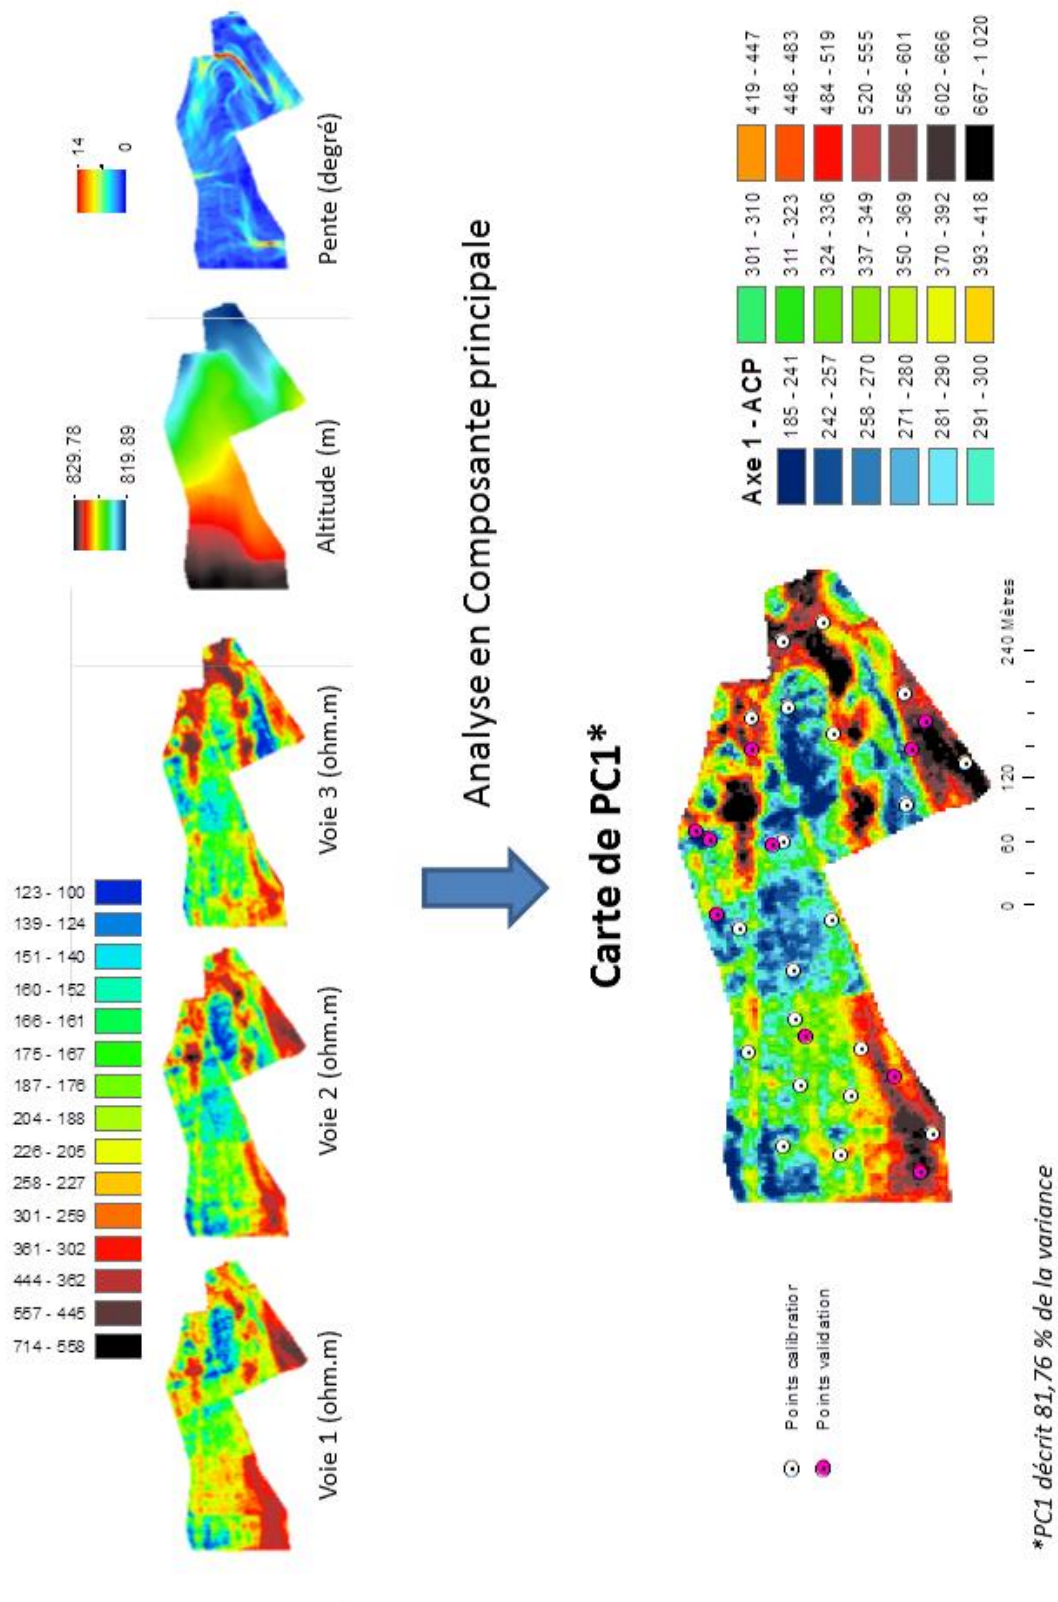 714 - 558
557 - 445
444 - 362
361 - 302
301 - 259
258 - 227
226 - 205
204 - 188
187 - 176
175 - 167
166 - 161
160 - 152
151 - 140
139 - 124
123 - 100
829.78
819.89
14
0
Voie 1 (ohm.m)
Voie 2 (ohm.m)
Voie 3 (ohm.m)
Altitude (m)
Pente (degré)
Analyse en Composante principale
Carte de PC1*
Points calibration
Points validation
0
60
120
240 Mètres
Axe 1 - ACP
185 - 241
242 - 257
258 - 270
271 - 280
281 - 290
291 - 300
301 - 310
311 - 323
324 - 336
337 - 349
350 - 369
370 - 392
393 - 418
419 - 447
448 - 483
484 - 519
520 - 555
556 - 601
602 - 666
667 - 1 020
*PC1 décrit 81,76 % de la variance